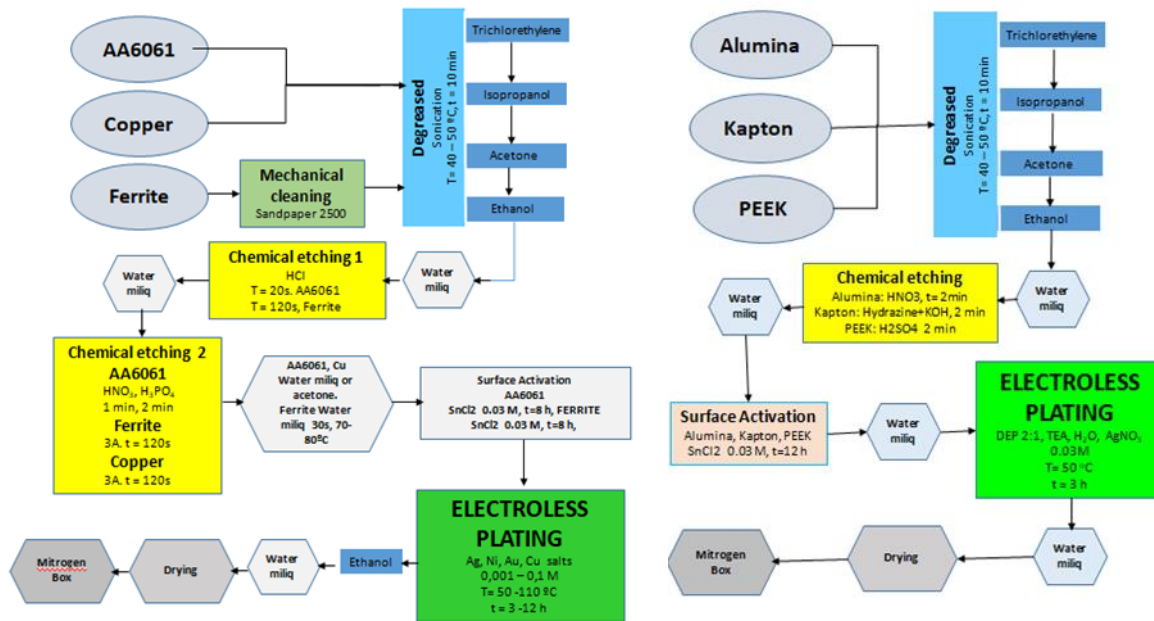 AA6061
Copper
Ferrite
Mechanical
cleaning
Sandpaper 2500
Degreased
Sonication
T= 40 – 50 ºC, t = 10 min
Trichlorethylene
Isopropanol
Acetone
Ethanol
Water
miliq
Chemical etching 1
HCl
T = 20s. AA6061
T = 120s, Ferrite
Water
miliq
Chemical etching 2
AA6061
HNO₃, H₃PO₄
1 min, 2 min
Ferrite
3A. t = 120s
Copper
3A. t = 120s
AA6061, Cu
Water miliq or
acetone.
Ferrite Water
miliq 30s, 70-
80ºC
Surface Activation
AA6061
SnCl2 0.03 M, t=8 h, FERRITE
SnCl2 0.03 M, t=8 h,
ELECTROLESS
PLATING
Ag, Ni, Au, Cu salts
0,001 – 0,1 M
T= 50 -110 ºC
t = 3 -12 h
Ethanol
Water
miliq
Drying
Mitrogen
Box
Alumina
Kapton
PEEK
Degreased
Sonication
T= 40 – 50 ºC, t = 10 min
Trichlorethylene
Isopropanol
Acetone
Ethanol
Water
miliq
Chemical etching
Alumina: HNO3, t= 2min
Kapton: Hydrazine+KOH, 2 min
PEEK: H2SO4 2 min
Water
miliq
Surface Activation
Alumina, Kapton, PEEK
SnCl2 0.03 M, t=12 h
Water
miliq
ELECTROLESS
PLATING
DEP 2:1, TEA, H₂O, AgNO₃
0.03M
T= 50 ºC
t = 3 h
Water
miliq
Drying
Mitrogen
Box